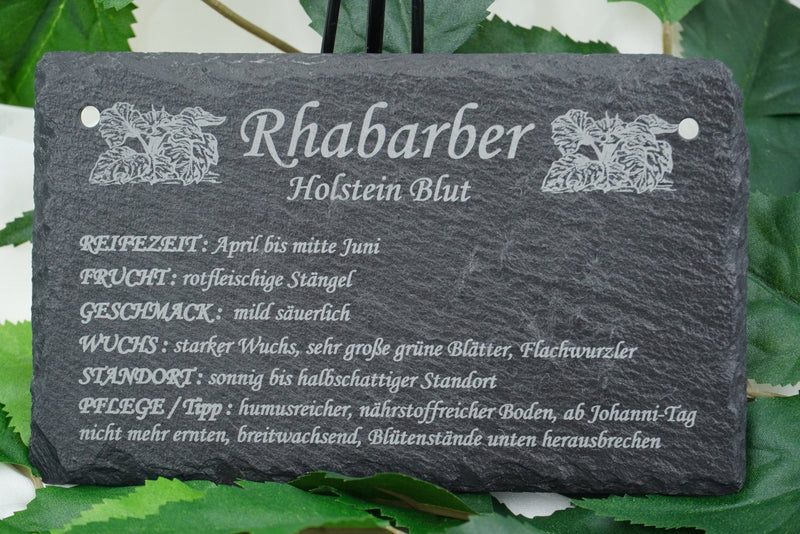 Rhabarber
Holstein Blut
REIFEZEIT : April bis mitte Juni
FRUCHT : rotfleischige Stängel
GESCHMACK : mild säuerlich
WUCHS : starker Wuchs, sehr große grüne Blätter, Flachwurzler
STANDORT : sonnig bis halbschattiger Standort
PFLEGE / Tipp : humusreicher, nährstoffreicher Boden, ab Johanni-Tag
nicht mehr ernten, breitwachsend, Blütenstände unten herausbrechen